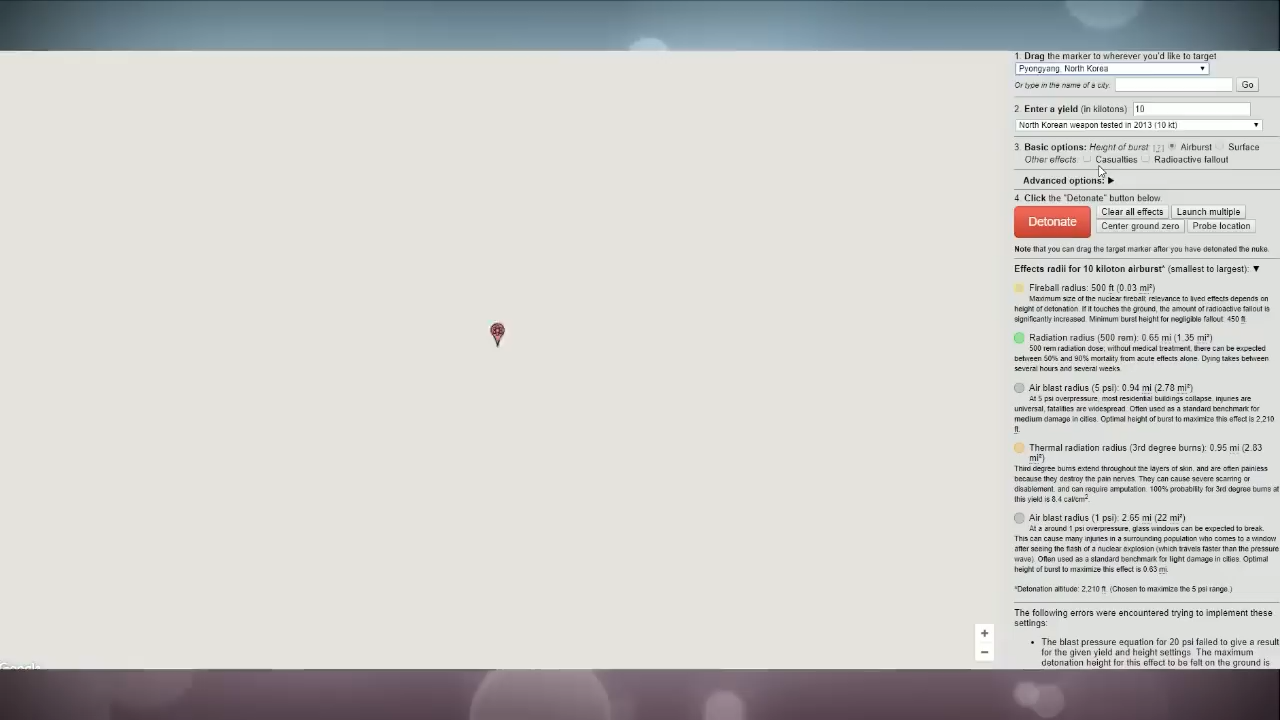 1. Drag the marker to wherever you'd like to target
Pyongyang, North Korea
Or type in the name of a city:
Go
2. Enter a yield (in kilotons) 10
North Korean weapon tested in 2013 (10 kt)
3. Basic options: Height of burst [?] Airburst Surface
Other effects: Casualties Radioactive fallout
Advanced options:
4. Click the "Detonate" button below.
Detonate
Clear all effects
Launch multiple
Center ground zero
Probe location
Note that you can drag the target marker after you have detonated the nuke.
Effects radii for 10 kiloton airburst* (smallest to largest): ▼
Fireball radius: 500 ft (0.03 mi²)
Maximum size of the nuclear fireball; relevance to lived effects depends on
height of detonation. If it touches the ground, the amount of radioactive fallout is
significantly increased. Minimum burst height for negligible fallout: 450 ft.
Radiation radius (500 rem): 0.65 mi (1.35 mi²)
500 rem radiation dose; without medical treatment, there can be expected
between 50% and 90% mortality from acute effects alone. Dying takes between
several hours and several weeks.
Air blast radius (5 psi): 0.94 mi (2.78 mi²)
At 5 psi overpressure, most residential buildings collapse, injuries are
universal, fatalities are widespread. Often used as a standard benchmark for
medium damage in cities. Optimal height of burst to maximize this effect is 2,210
ft.
Thermal radiation radius (3rd degree burns): 0.95 mi (2.83
mi²)
Third degree burns extend throughout the layers of skin, and are often painless
because they destroy the pain nerves. They can cause severe scarring or
disablement, and can require amputation. 100% probability for 3rd degree burns at
this yield is 8.4 cal/cm².
Air blast radius (1 psi): 2.65 mi (22 mi²)
At a around 1 psi overpressure, glass windows can be expected to break.
This can cause many injuries in a surrounding population who comes to a window
after seeing the flash of a nuclear explosion (which travels faster than the pressure
wave). Often used as a standard benchmark for light damage in cities. Optimal
height of burst to maximize this effect is 0.63 mi.
*Detonation altitude: 2,210 ft. (Chosen to maximize the 5 psi range.)
The following errors were encountered trying to implement these
settings:
• The blast pressure equation for 20 psi failed to give a result
for the given yield and height settings. The maximum
detonation height for this effect to be felt on the ground is
+
−
Google